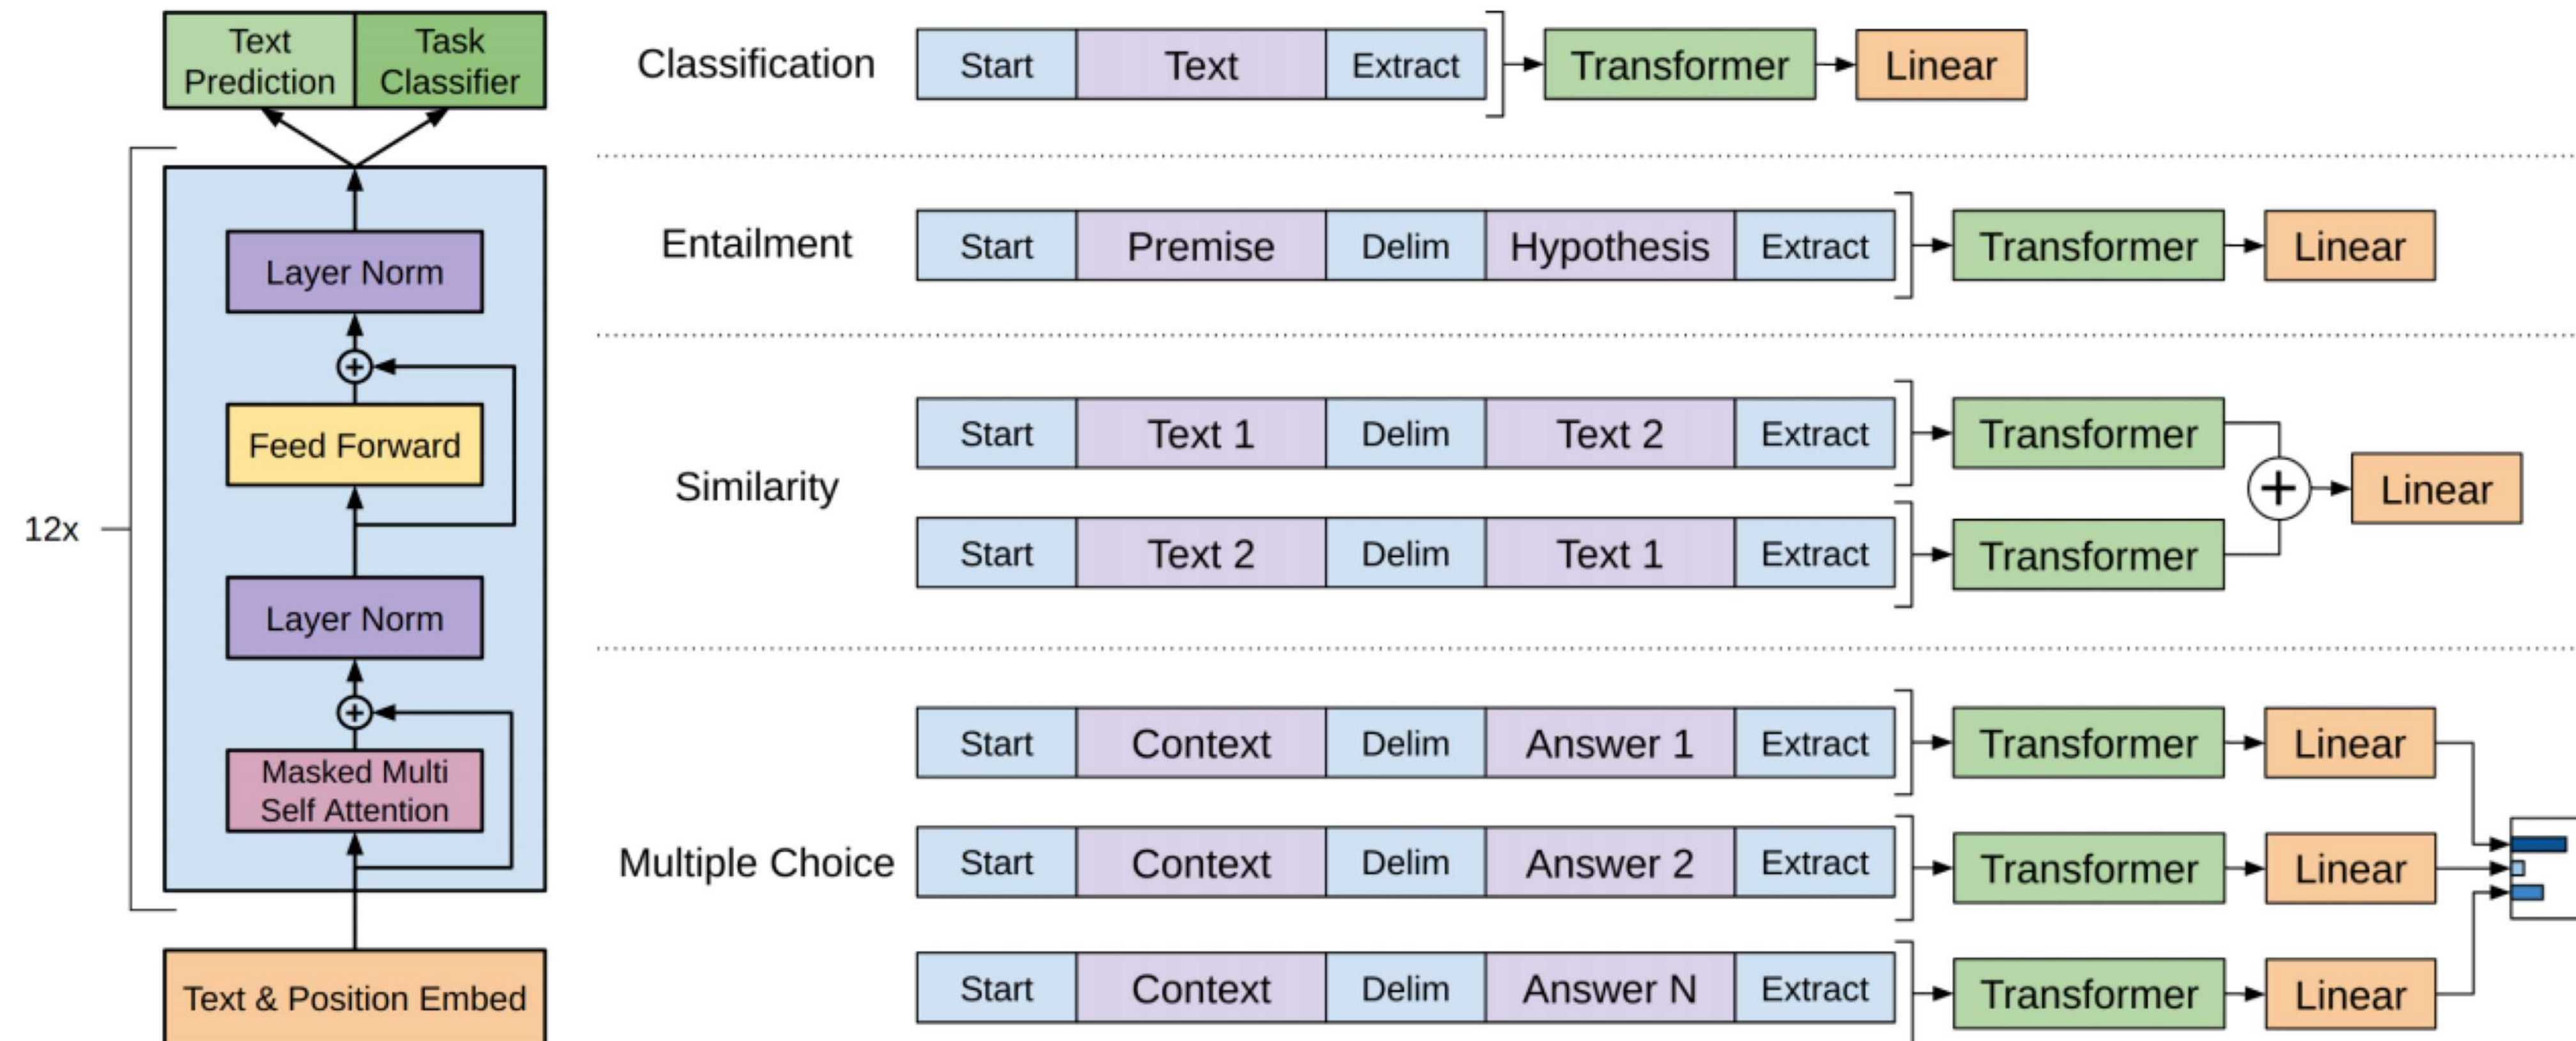 Text
Prediction
Task
Classifier
12x
Layer Norm
Feed Forward
Layer Norm
Masked Multi
Self Attention
Text & Position Embed
Classification
Start Text Extract Transformer Linear
Entailment
Start Premise Delim Hypothesis Extract Transformer Linear
Similarity
Start Text 1 Delim Text 2 Extract Transformer
Start Text 2 Delim Text 1 Extract Transformer
Linear
Multiple Choice
Start Context Delim Answer 1 Extract Transformer Linear
Start Context Delim Answer 2 Extract Transformer Linear
Start Context Delim Answer N Extract Transformer Linear